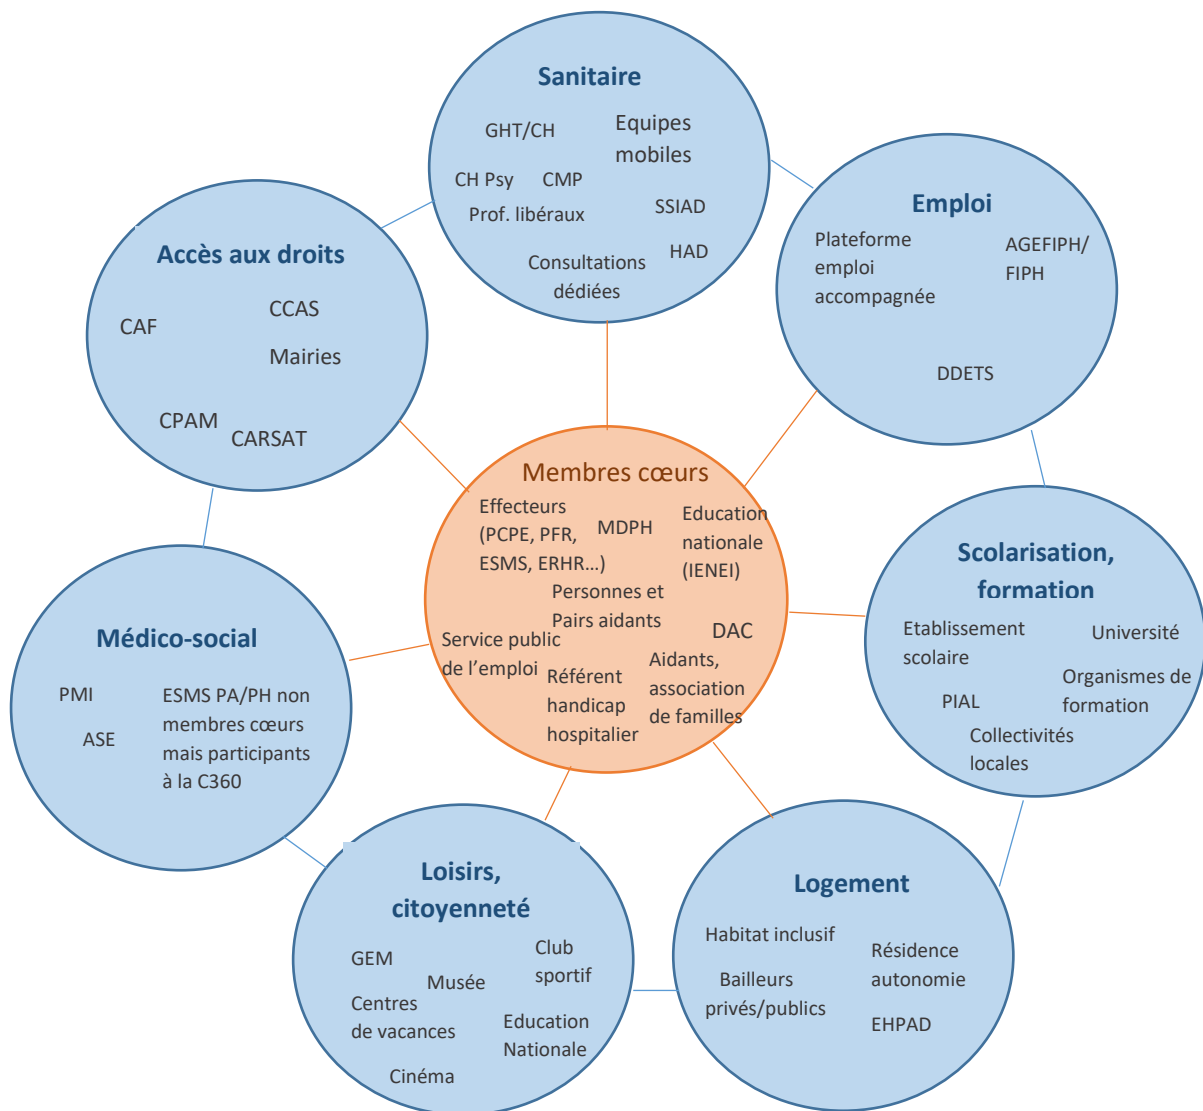 Sanitaire
GHT/CH
Equipes
mobiles
CH Psy
CMP
Prof. libéraux
SSIAD
HAD
Consultations
dédiées
Emploi
Plateforme
emploi
accompagnée
AGEFIPH/
FIPH
DDETS
Accès aux droits
CAF
CCAS
Mairies
CPAM
CARSAT
Membres cœurs
Effecteurs
(PCPE, PFR,
ESMS, ERHR…)
MDPH
Education
nationale
(IENEI)
Personnes et
Pairs aidants
DAC
Service public
de l’emploi
Référent
handicap
hospitalier
Aidants,
association
de familles
Scolarisation,
formation
Etablissement
scolaire
Université
PIAL
Organismes de
formation
Collectivités
locales
Médico-social
PMI
ASE
ESMS PA/PH non
membres cœurs
mais participants
à la C360
Loisirs,
citoyenneté
GEM
Musée
Club
sportif
Centres
de vacances
Education
Nationale
Cinéma
Logement
Habitat inclusif
Bailleurs
privés/publics
Résidence
autonomie
EHPAD